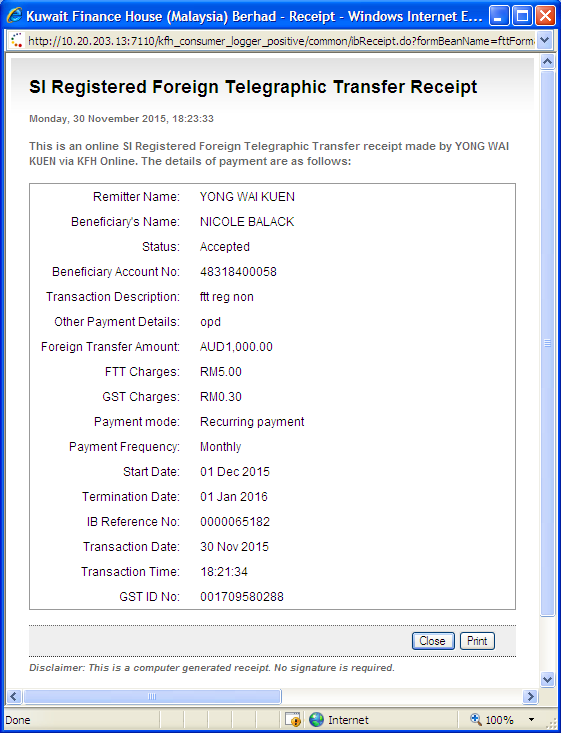 Kuwait Finance House (Malaysia) Berhad - Receipt - Windows Internet E...
http://10.20.203.13:7110/kfh_consumer_logger_positive/common/ibReceipt.do?formBeanName=fttForm
SI Registered Foreign Telegraphic Transfer Receipt
Monday, 30 November 2015, 18:23:33
This is an online SI Registered Foreign Telegraphic Transfer receipt made by YONG WAI
KUEN via KFH Online. The details of payment are as follows:
Remitter Name: YONG WAI KUEN
Beneficiary's Name: NICOLE BALACK
Status: Accepted
Beneficiary Account No: 48318400058
Transaction Description: ftt reg non
Other Payment Details: opd
Foreign Transfer Amount: AUD1,000.00
FTT Charges: RM5.00
GST Charges: RM0.30
Payment mode: Recurring payment
Payment Frequency: Monthly
Start Date: 01 Dec 2015
Termination Date: 01 Jan 2016
IB Reference No: 0000065182
Transaction Date: 30 Nov 2015
Transaction Time: 18:21:34
GST ID No: 001709580288
Close Print
Disclaimer: This is a computer generated receipt. No signature is required.
Done Internet 100%